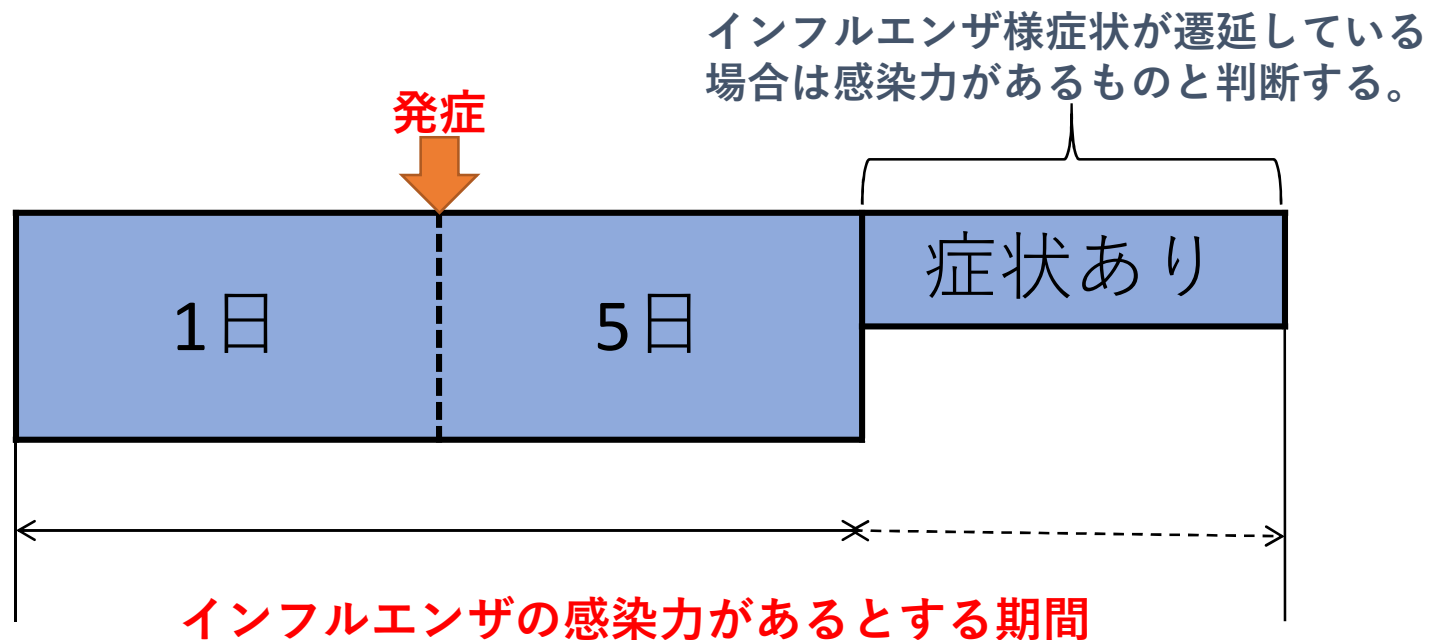 インフルエンザ様症状が遷延している
場合は感染力があるものと判断する。
発症
1日
5日
症状あり
インフルエンザの感染力があるとする期間